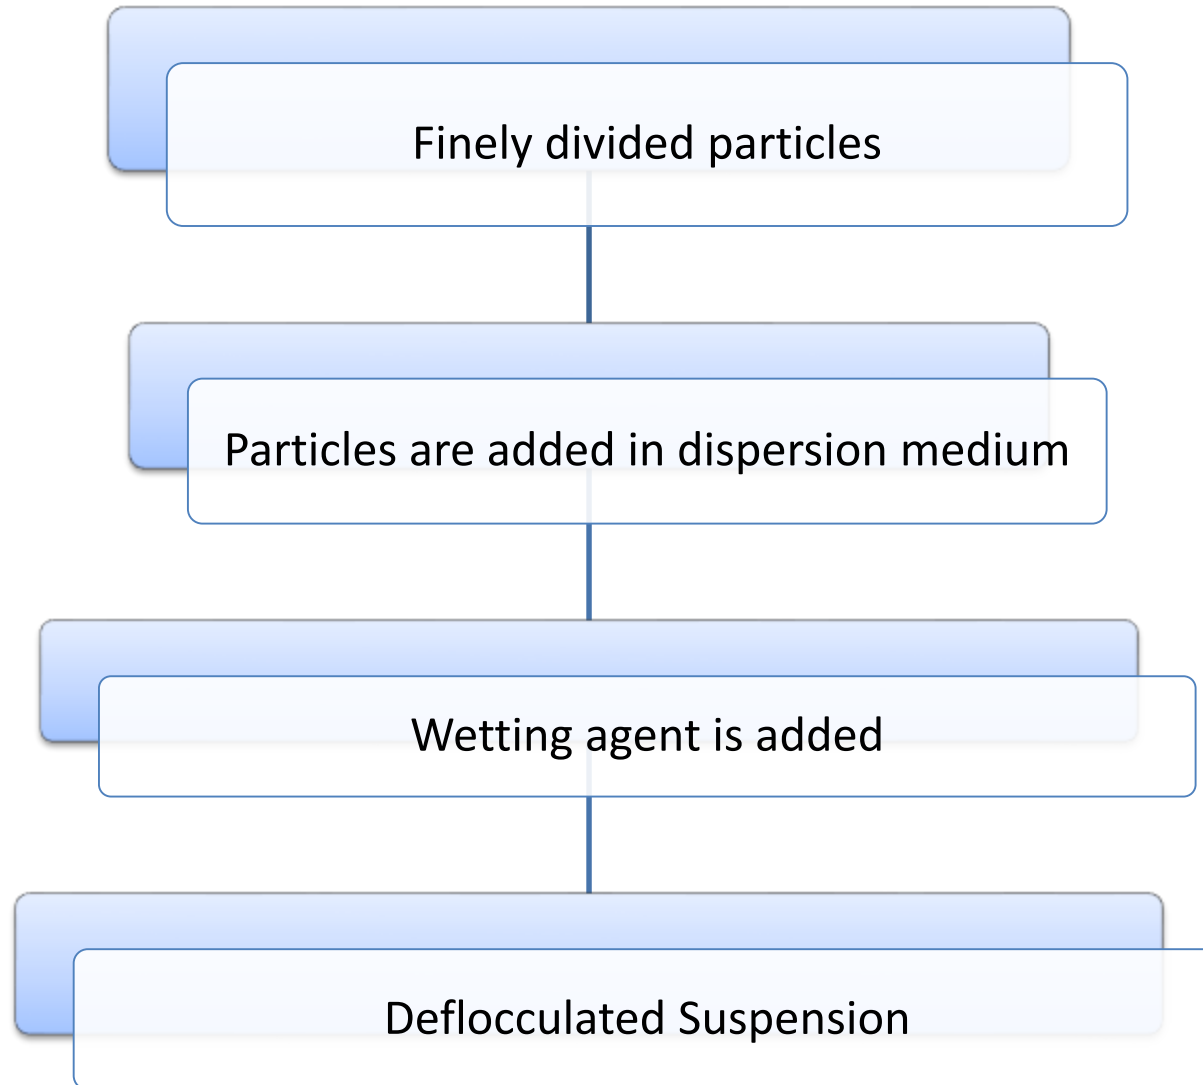 Finely divided particles
Particles are added in dispersion medium
Wetting agent is added
Deflocculated Suspension